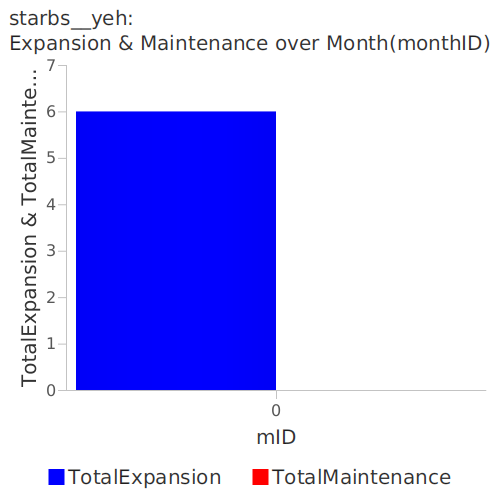 starbs__yeh:
Expansion & Maintenance over Month(monthID)
TotalExpansion & TotalMainte...
7
6
5
4
3
2
1
0
0
mID
TotalExpansion
TotalMaintenance